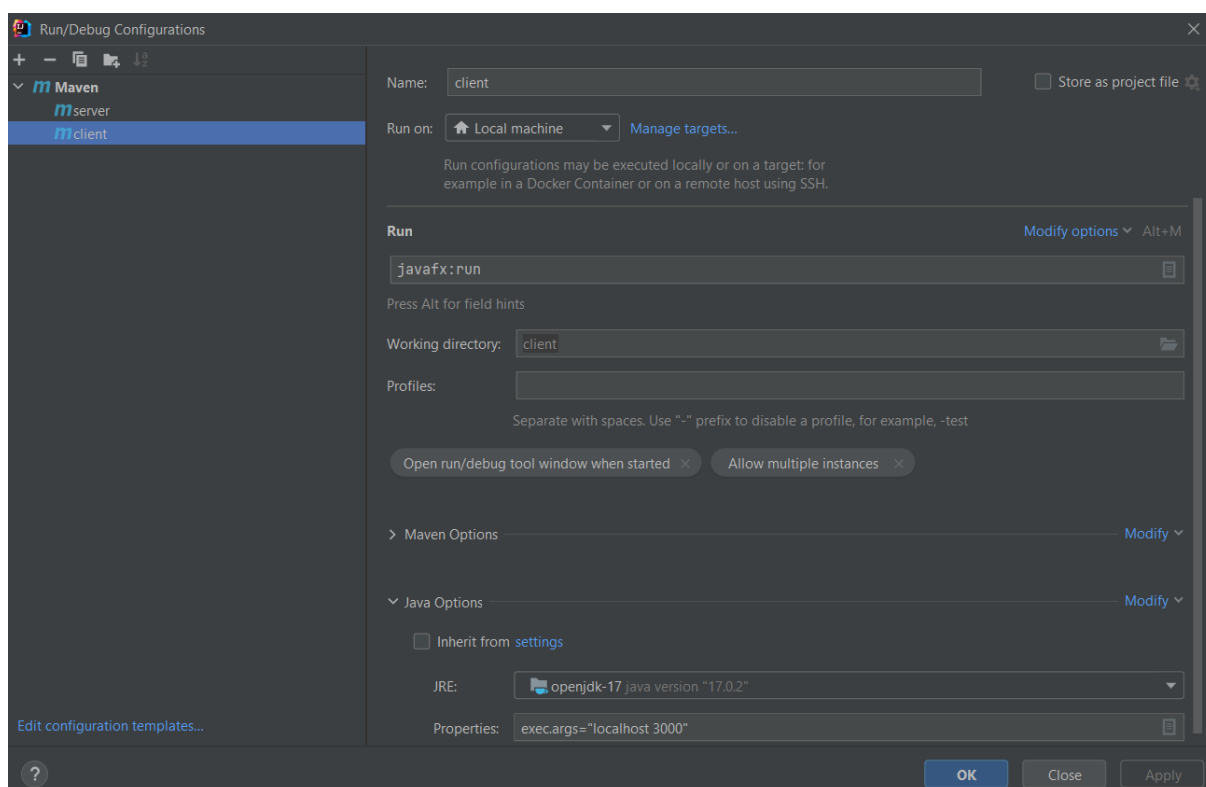 Run/Debug Configurations
Maven
server
client
Edit configuration templates...
Name: client
Store as project file
Run on: Local machine Manage targets...
Run configurations may be executed locally or on a target: for
example in a Docker Container or on a remote host using SSH.
Run Modify options Alt+M
javafx:run
Press Alt for field hints
Working directory: client
Profiles:
Separate with spaces. Use "-" prefix to disable a profile, for example, -test
Open run/debug tool window when started × Allow multiple instances ×
Maven Options Modify
Java Options Modify
Inherit from settings
JRE: openjdk-17 java version "17.0.2"
Properties: exec.args="localhost 3000"
? OK Close Apply